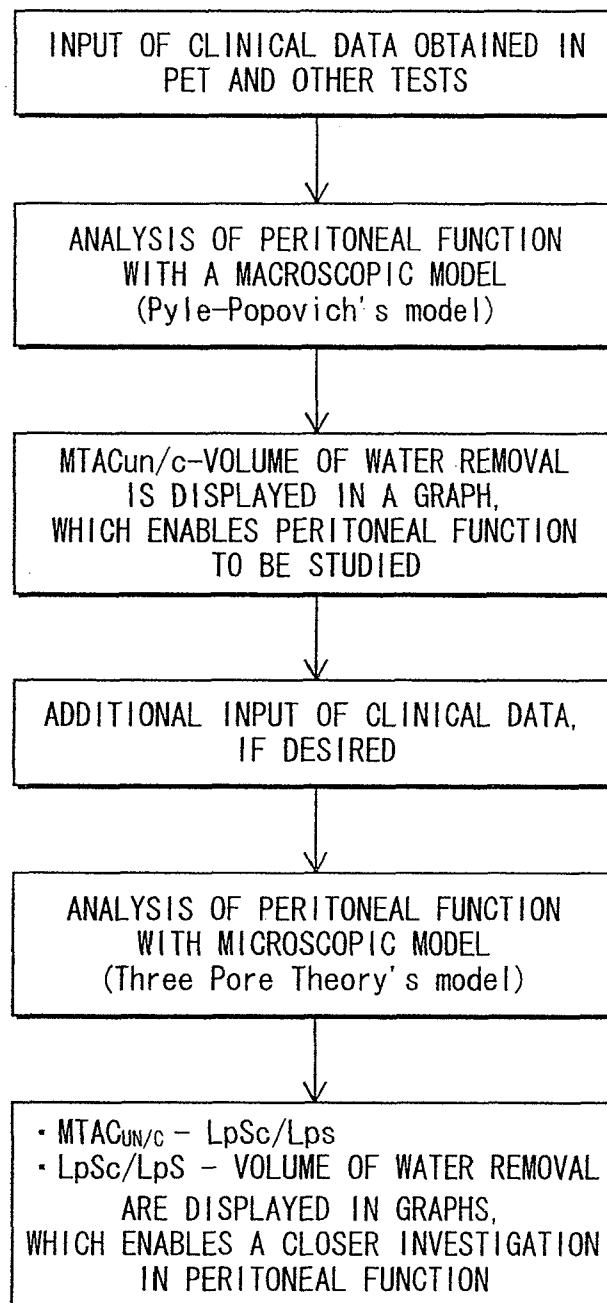 INPUT OF CLINICAL DATA OBTAINED IN
PET AND OTHER TESTS
ANALYSIS OF PERITONEAL FUNCTION
WITH A MACROSCOPIC MODEL
(Pyle-Popovich's model)
MTACun/c-VOLUME OF WATER REMOVAL
IS DISPLAYED IN A GRAPH,
WHICH ENABLES PERITONEAL FUNCTION
TO BE STUDIED
ADDITIONAL INPUT OF CLINICAL DATA,
IF DESIRED
ANALYSIS OF PERITONEAL FUNCTION
WITH MICROSCOPIC MODEL
(Three Pore Theory's model)
・MTACUN/C – LpSc/Lps
・LpSc/LpS – VOLUME OF WATER REMOVAL
ARE DISPLAYED IN GRAPHS,
WHICH ENABLES A CLOSER INVESTIGATION
IN PERITONEAL FUNCTION